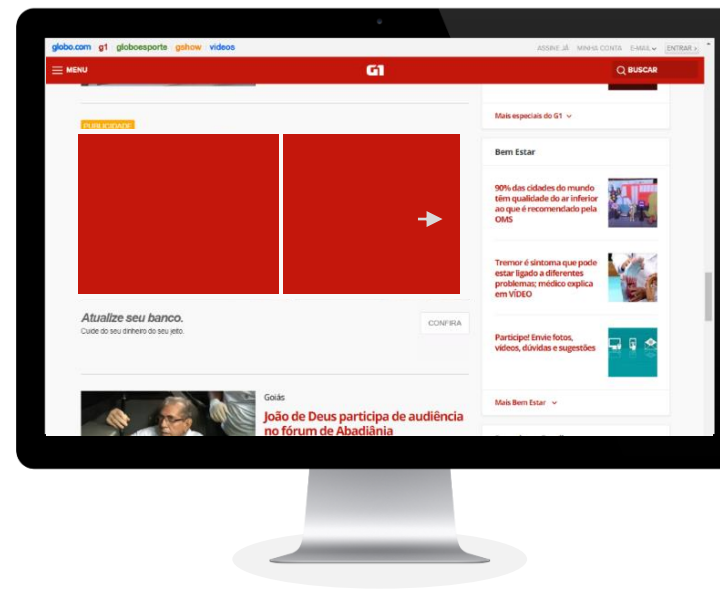 globo.com g1 globoesporte gshow videos
ASSINE JÁ MINHA CONTA E-MAIL ENTRAR
MENU
G1
BUSCAR
PUBLICIDADE
Atualize seu banco.
Cuide do seu dinheiro do seu jeito.
CONFIRA
Goiás
João de Deus participa de audiência
no fórum de Abadiânia
Mais especiais do G1
Bem Estar
90% das cidades do mundo
têm qualidade do ar inferior
ao que é recomendado pela
OMS
Tremor é sintoma que pode
estar ligado a diferentes
problemas; médico explica
em VÍDEO
Participe! Envie fotos,
vídeos, dúvidas e sugestões
Mais Bem Estar